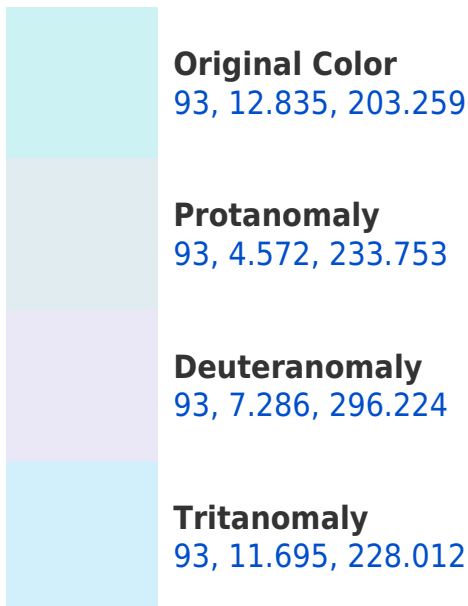 Original Color
93, 12.835, 203.259
Protanomaly
93, 4.572, 233.753
Deuteranomaly
93, 7.286, 296.224
Tritanomaly
93, 11.695, 228.012